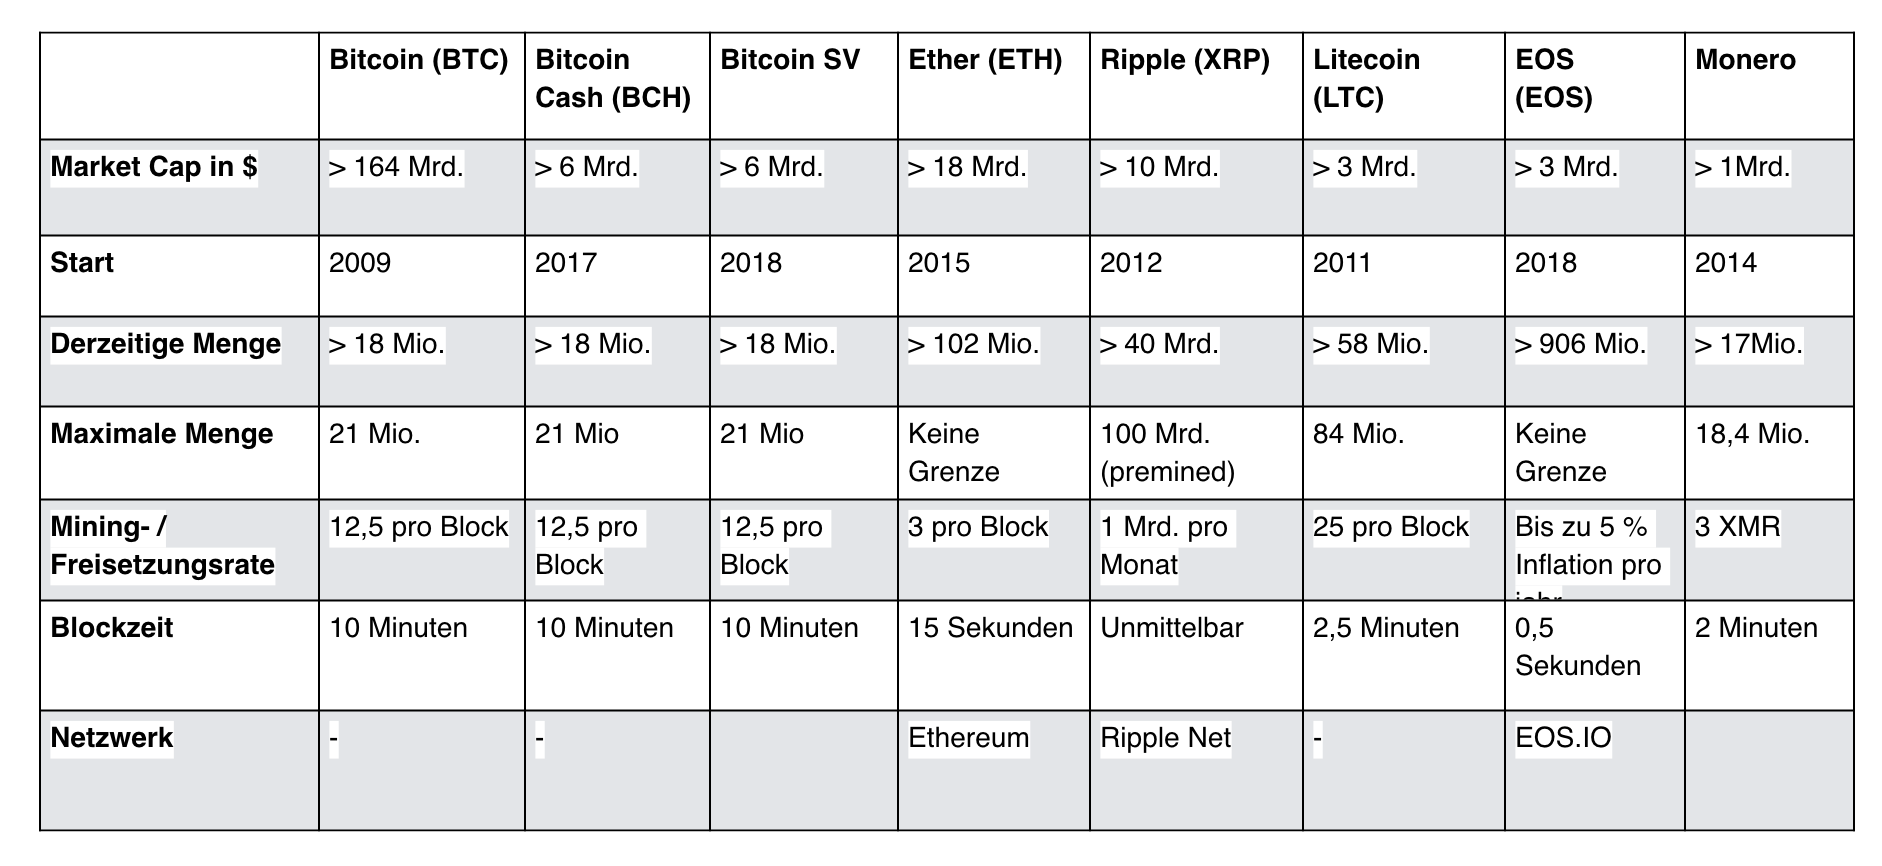 Bitcoin (BTC) Bitcoin Bitcoin SV Ether (ETH) Ripple (XRP) Litecoin EOS Monero
Cash (BCH) (LTC) (EOS)
Market Cap in $ > 164 Mrd. > 6 Mrd. > 6 Mrd. > 18 Mrd. > 10 Mrd. > 3 Mrd. > 3 Mrd. > 1Mrd.
Start 2009 2017 2018 2015 2012 2011 2018 2014
Derzeitige Menge > 18 Mio. > 18 Mio. > 18 Mio. > 102 Mio. > 40 Mrd. > 58 Mio. > 906 Mio. > 17Mio.
Maximale Menge 21 Mio. 21 Mio 21 Mio Keine 100 Mrd. 84 Mio. Keine 18,4 Mio.
Grenze (premined) Grenze
Mining- / 12,5 pro Block 12,5 pro 12,5 pro 3 pro Block 1 Mrd. pro 25 pro Block Bis zu 5 % 3 XMR
Freisetzungsrate Block Block Monat Inflation pro
Blockzeit 10 Minuten 10 Minuten 10 Minuten 15 Sekunden Unmittelbar 2,5 Minuten 0,5 2 Minuten
Sekunden
Netzwerk - - Ethereum Ripple Net - EOS.IO